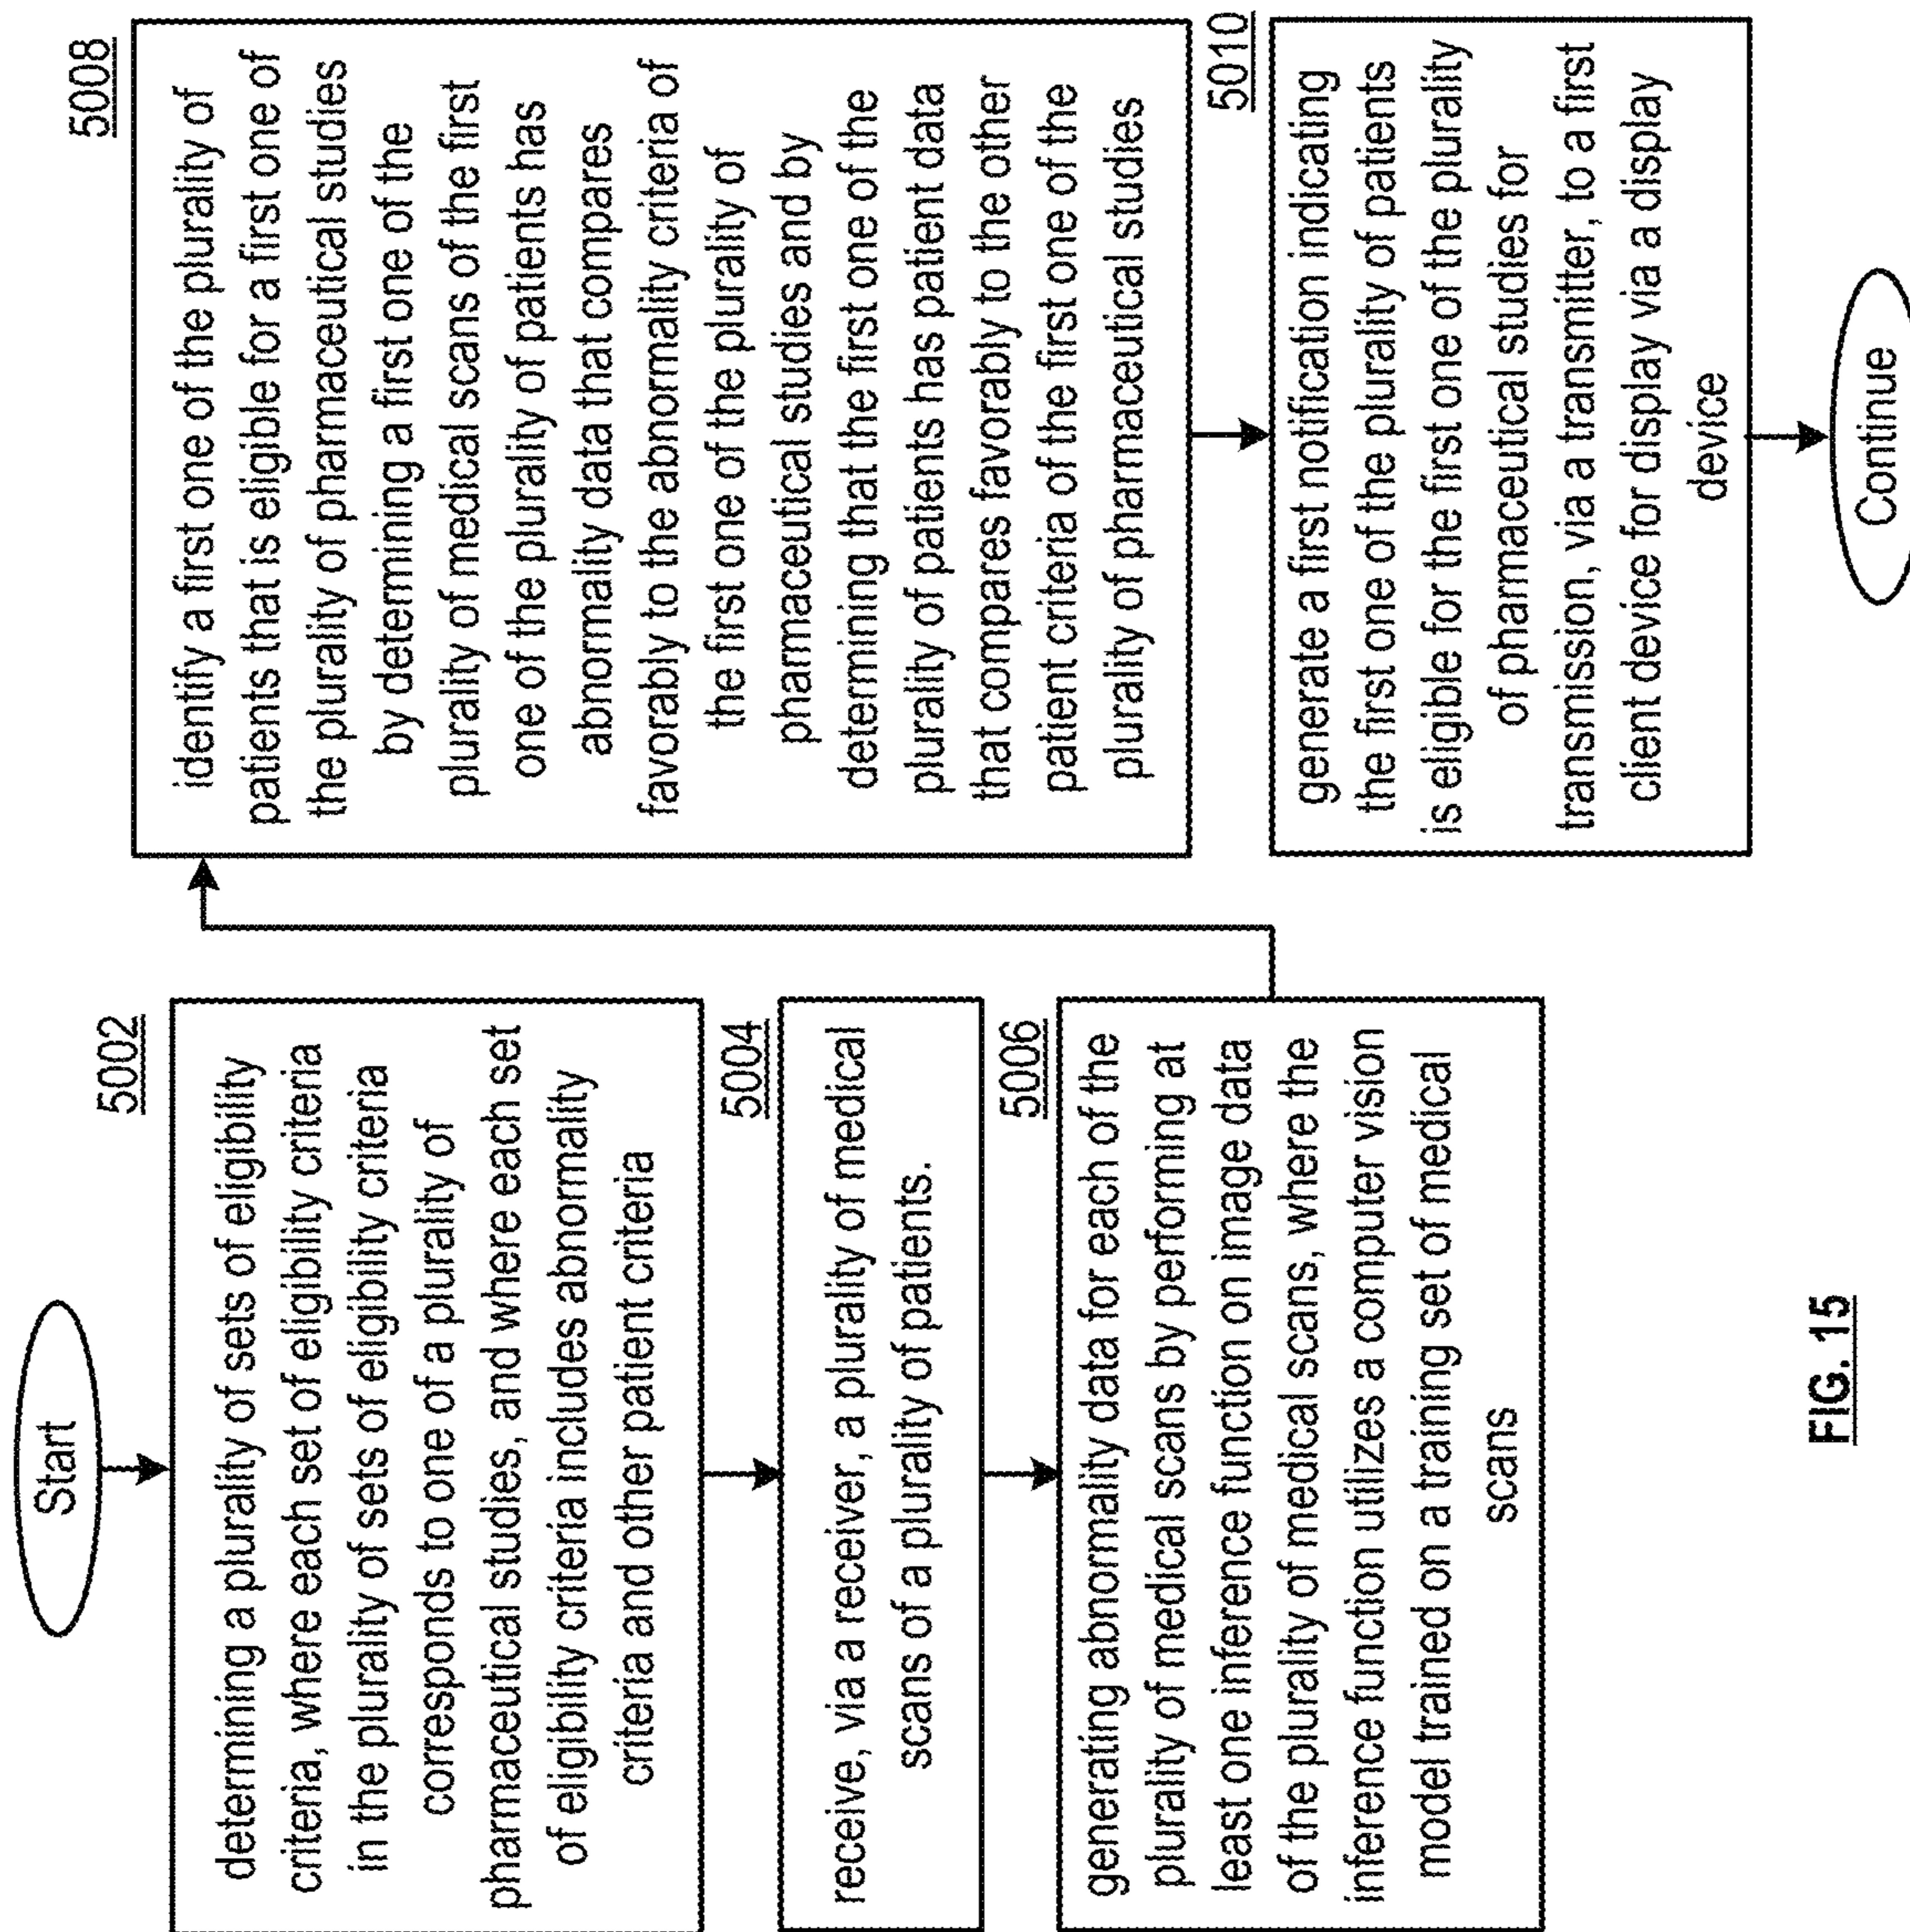 Start
5002
determining a plurality of sets of eligibility
criteria, where each set of eligibility criteria
in the plurality of sets of eligibility criteria
corresponds to one of a plurality of
pharmaceutical studies, and where each set
of eligibility criteria includes abnormality
criteria and other patient criteria
5004
receive, via a receiver, a plurality of medical
scans of a plurality of patients.
5006
generating abnormality data for each of the
plurality of medical scans by performing at
least one inference function on image data
of the plurality of medical scans, where the
inference function utilizes a computer vision
model trained on a training set of medical
scans
5008
identify a first one of the plurality of
patients that is eligible for a first one of
the plurality of pharmaceutical studies
by determining a first one of the
plurality of medical scans of the first
one of the plurality of patients has
abnormality data that compares
favorably to the abnormality criteria of
the first one of the plurality of
pharmaceutical studies and by
determining that the first one of the
plurality of patients has patient data
that compares favorably to the other
patient criteria of the first one of the
plurality of pharmaceutical studies
5010
generate a first notification indicating
the first one of the plurality of patients
is eligible for the first one of the plurality
of pharmaceutical studies for
transmission, via a transmitter, to a first
client device for display via a display
device
Continue
FIG. 15